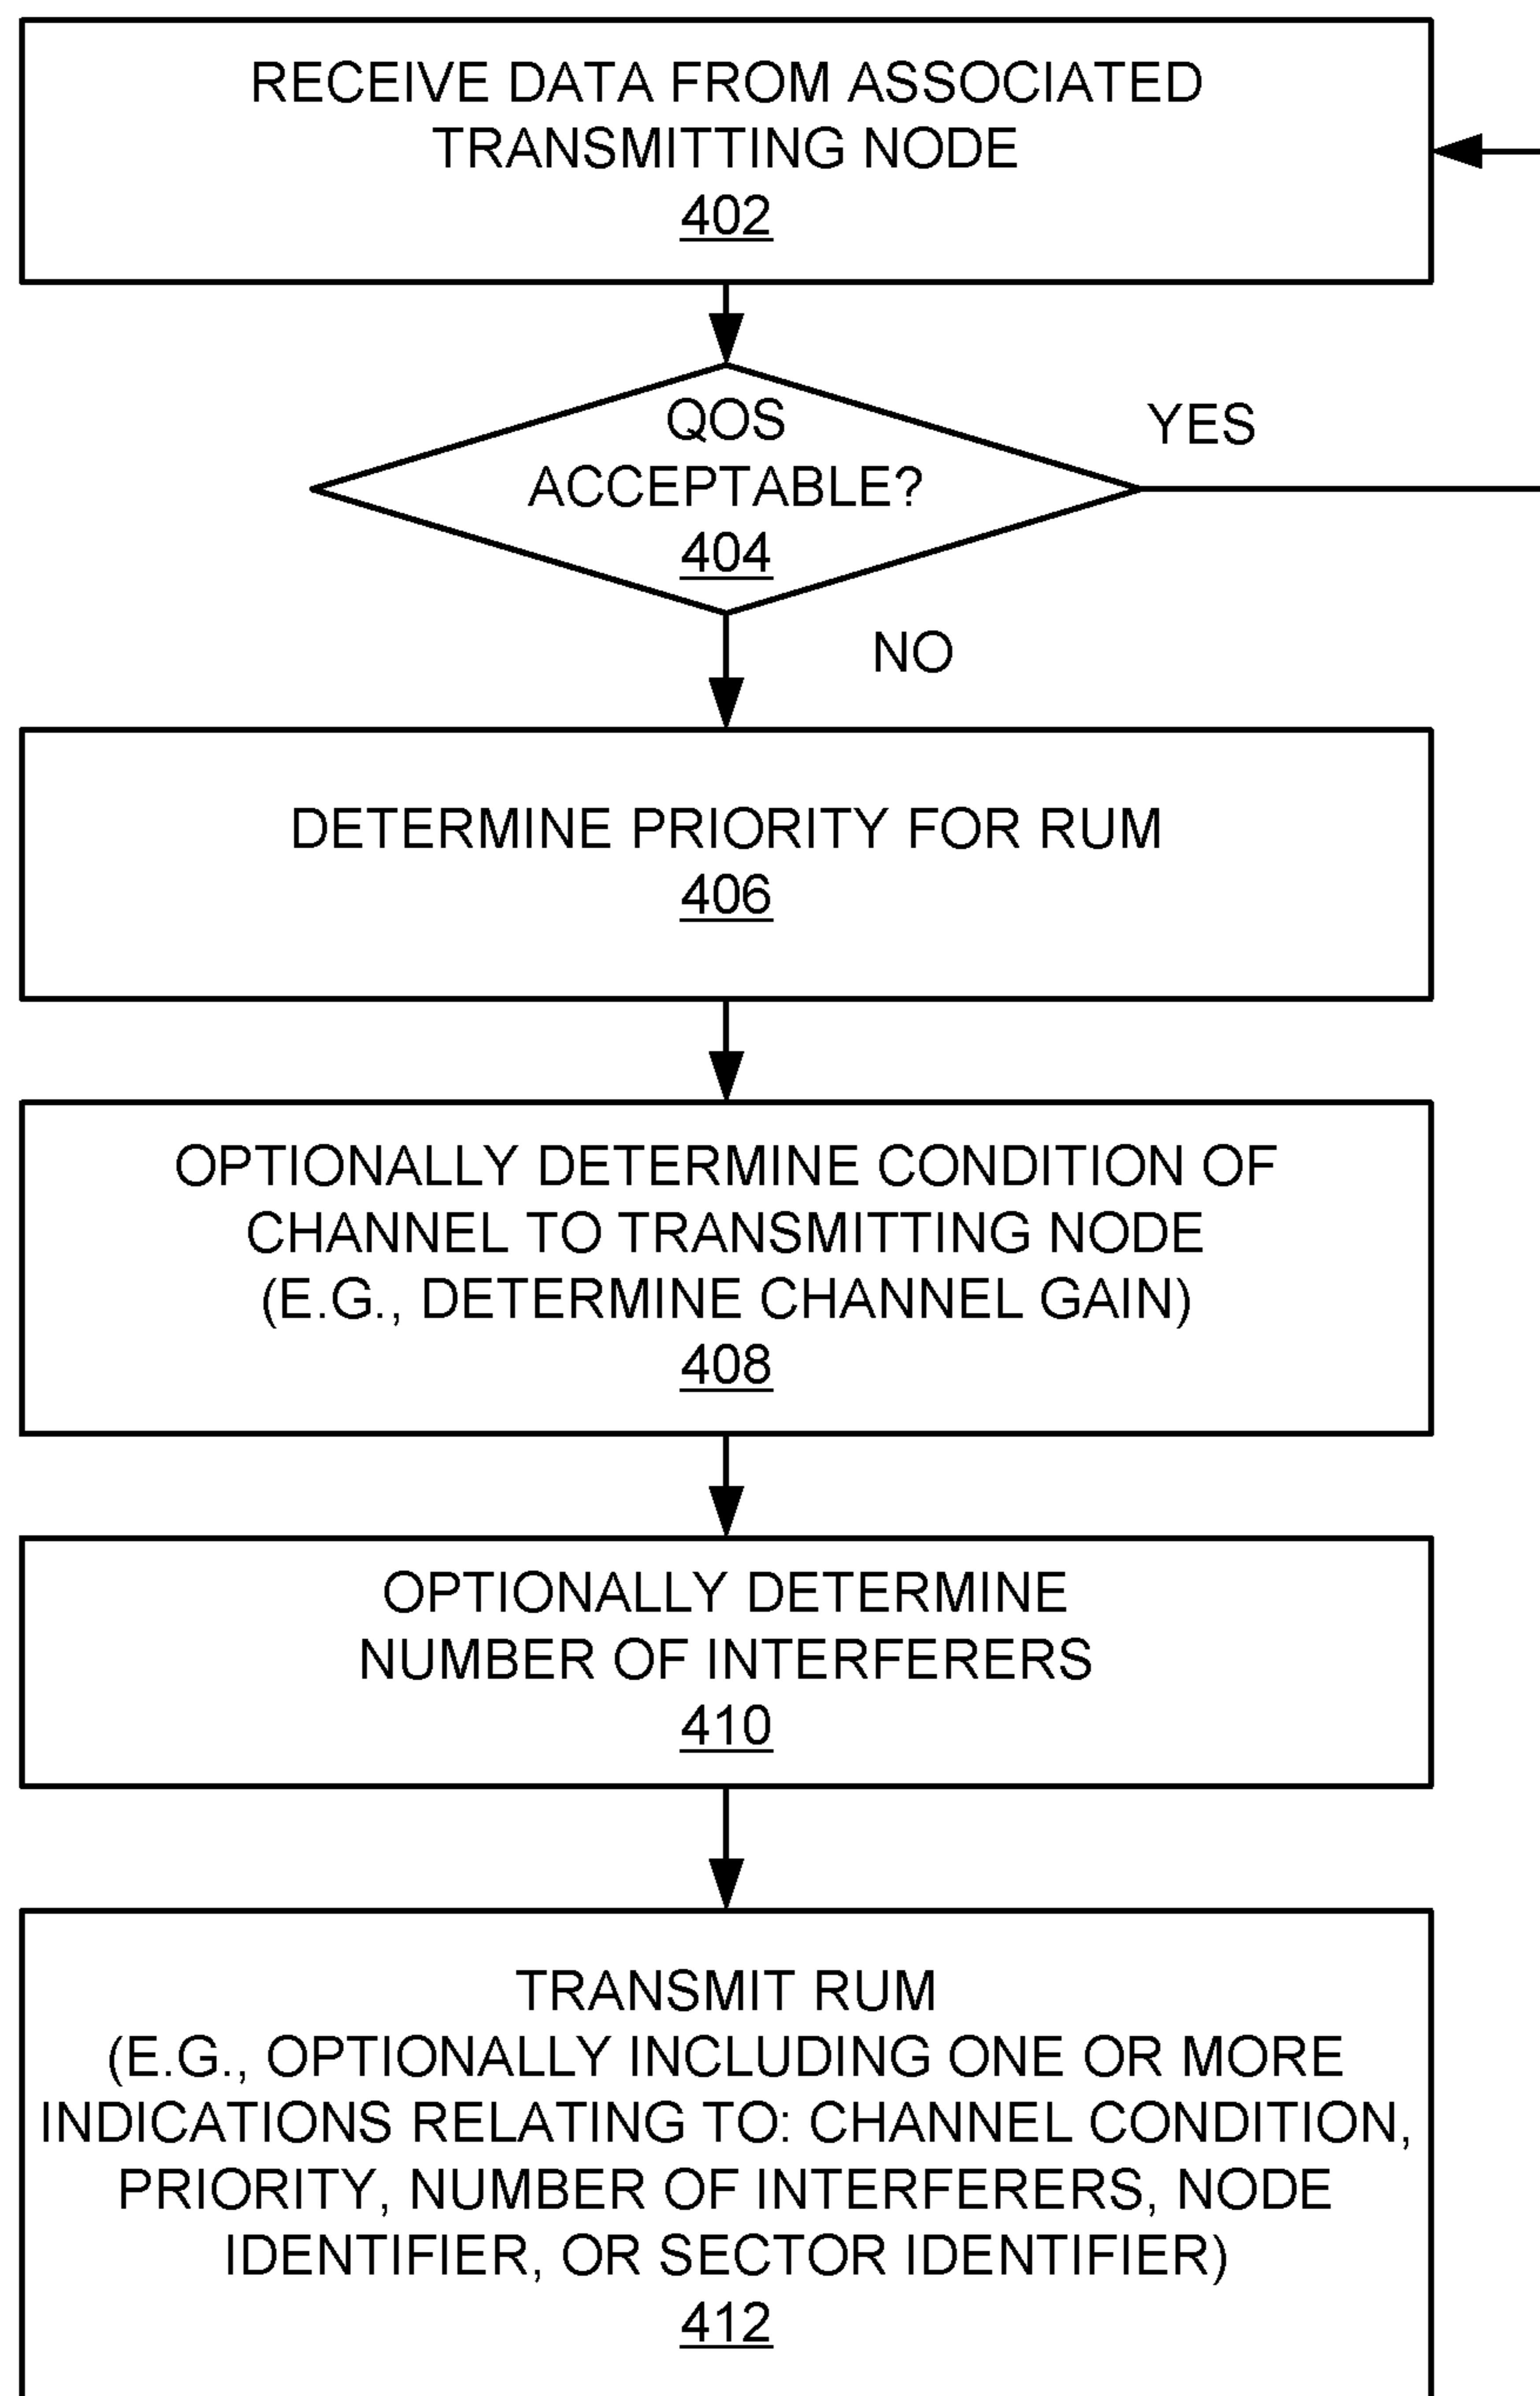 RECEIVE DATA FROM ASSOCIATED
TRANSMITTING NODE
402
QOS
ACCEPTABLE?
404
YES
NO
DETERMINE PRIORITY FOR RUM
406
OPTIONALLY DETERMINE CONDITION OF
CHANNEL TO TRANSMITTING NODE
(E.G., DETERMINE CHANNEL GAIN)
408
OPTIONALLY DETERMINE
NUMBER OF INTERFERERS
410
TRANSMIT RUM
(E.G., OPTIONALLY INCLUDING ONE OR MORE
INDICATIONS RELATING TO: CHANNEL CONDITION,
PRIORITY, NUMBER OF INTERFERERS, NODE
IDENTIFIER, OR SECTOR IDENTIFIER)
412